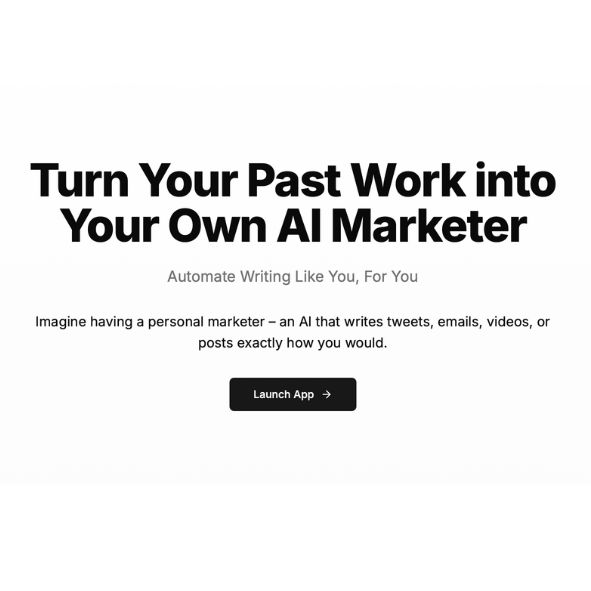 Turn Your Past Work into
Your Own AI Marketer
Automate Writing Like You, For You
Imagine having a personal marketer – an AI that writes tweets, emails, videos, or
posts exactly how you would.
Launch App →